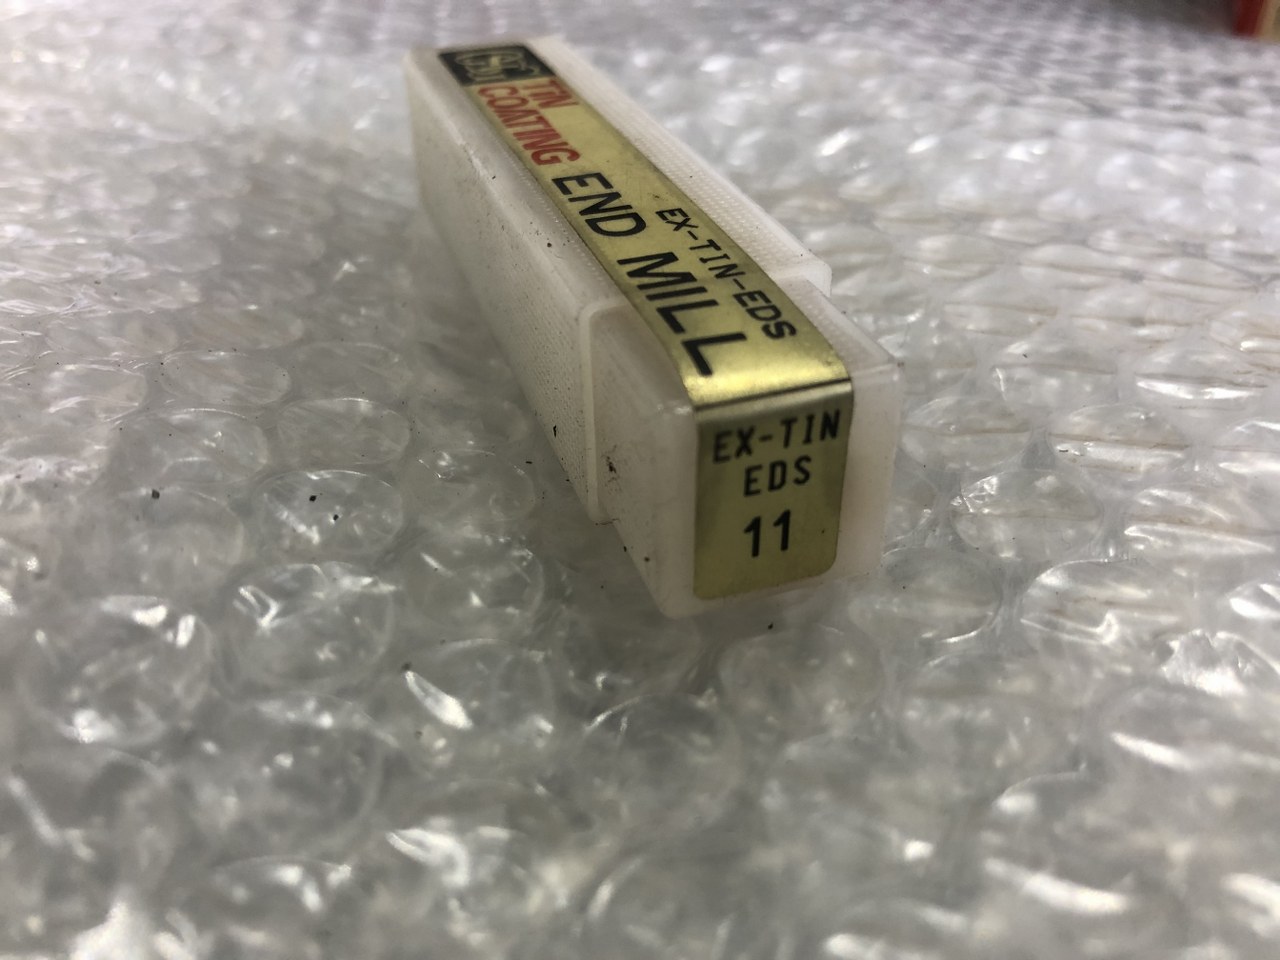 TIN
COATING
END MILL
EX-TIN-EDS
EX-TIN
EDS
11